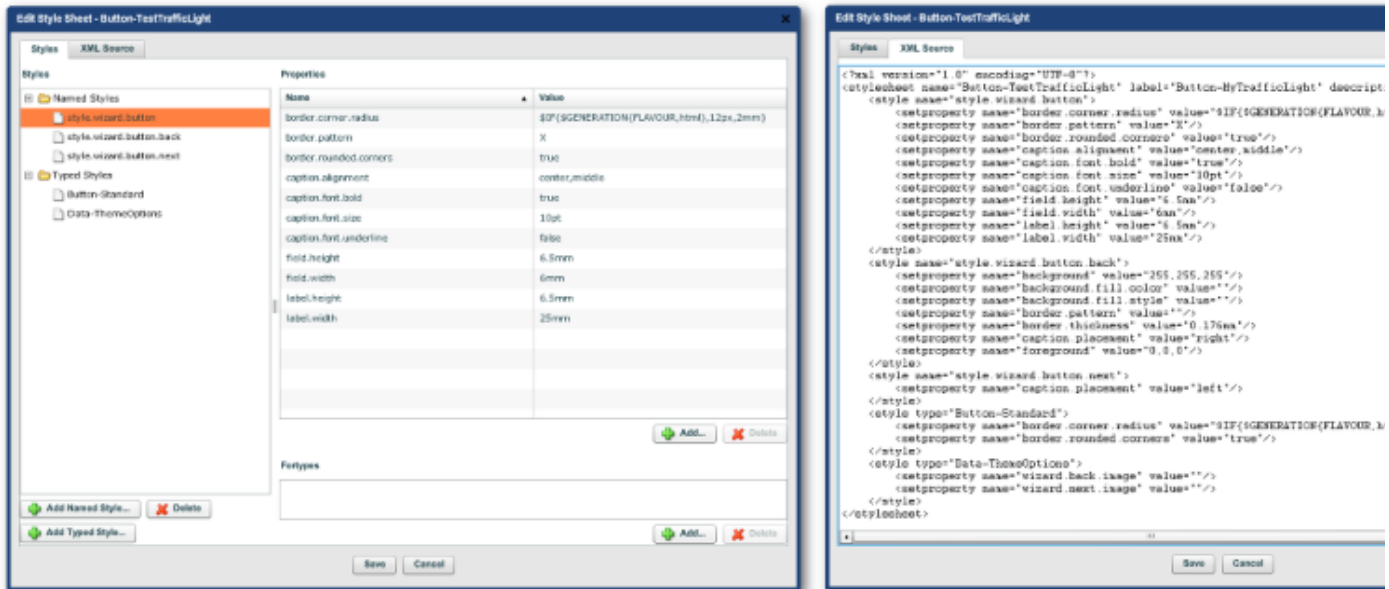 Edit Style Sheet - Button-TestTrafficLight
Styles XML Source
Styles
Named Styles
style.wizard.button
style.wizard.button.back
style.wizard.button.next
Typed Styles
Button-Standard
Data-ThemeOptions
Add Named Style... Delete
Add Typed Style...
Properties
Name Value
border.corner.radius $IF($GENERATION(FLAVOUR,html),12px,2mm)
border.pattern X
border.rounded.corners true
caption.alignment center,middle
caption.font.bold true
caption.font.size 10pt
caption.font.underline false
field.height 6.5mm
field.width 6mm
label.height 6.5mm
label.width 25mm
Add... Delete
Fortypes
Add... Delete
Save Cancel
Edit Style Sheet - Button-TestTrafficLight
Styles XML Source
<?xml version="1.0" encoding="UTF-8"?>
<stylesheet name="Button-TestTrafficLight" label="Button-MyTrafficLight" descripti
<style name="style.wizard.button">
<setproperty name="border.corner.radius" value="$IF($GENERATION(FLAVOUR,h
<setproperty name="border.pattern" value="X"/>
<setproperty name="border.rounded.corners" value="true"/>
<setproperty name="caption.alignment" value="center,middle"/>
<setproperty name="caption.font.bold" value="true"/>
<setproperty name="caption.font.size" value="10pt"/>
<setproperty name="caption.font.underline" value="false"/>
<setproperty name="field.height" value="6.5mm"/>
<setproperty name="field.width" value="6mm"/>
<setproperty name="label.height" value="6.5mm"/>
<setproperty name="label.width" value="25mm"/>
</style>
<style name="style.wizard.button.back">
<setproperty name="background" value="255,255,255"/>
<setproperty name="background.fill.color" value=""/>
<setproperty name="background.fill.style" value=""/>
<setproperty name="border.pattern" value=""/>
<setproperty name="border.thickness" value="0.176mm"/>
<setproperty name="caption.placement" value="right"/>
<setproperty name="foreground" value="0,0,0"/>
</style>
<style name="style.wizard.button.next">
<setproperty name="caption.placement" value="left"/>
</style>
<style type="Button-Standard">
<setproperty name="border.corner.radius" value="$IF($GENERATION(FLAVOUR,h
<setproperty name="border.rounded.corners" value="true"/>
</style>
<style type="Data-ThemeOptions">
<setproperty name="wizard.back.image" value=""/>
<setproperty name="wizard.next.image" value=""/>
</style>
</stylesheet>
Save Cancel